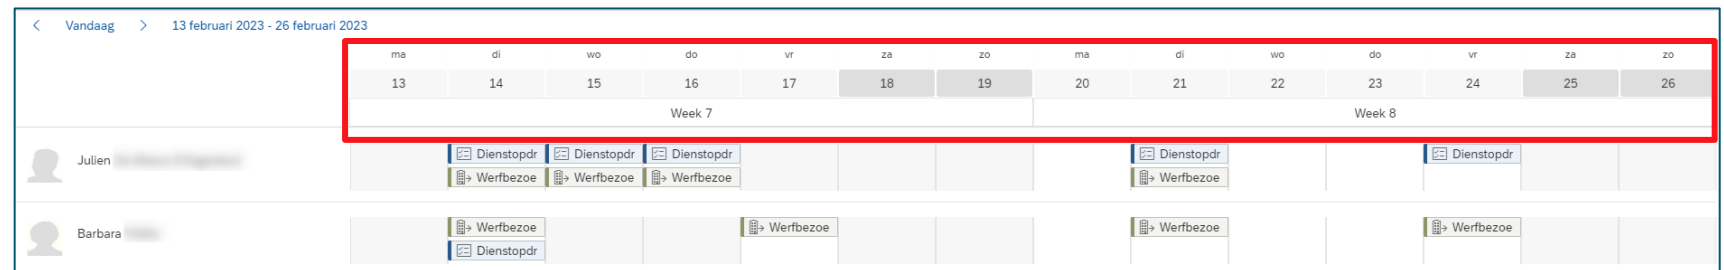 Vandaag 13 februari 2023 - 26 februari 2023
ma di wo do vr za zo ma di wo do vr za zo
13 14 15 16 17 18 19 20 21 22 23 24 25 26
Week 7 Week 8
Julien Dienstopdr Dienstopdr Dienstopdr Dienstopdr Dienstopdr
Werfbezoe Werfbezoe Werfbezoe Werfbezoe
Barbara Werfbezoe Werfbezoe Werfbezoe Werfbezoe
Dienstopdr